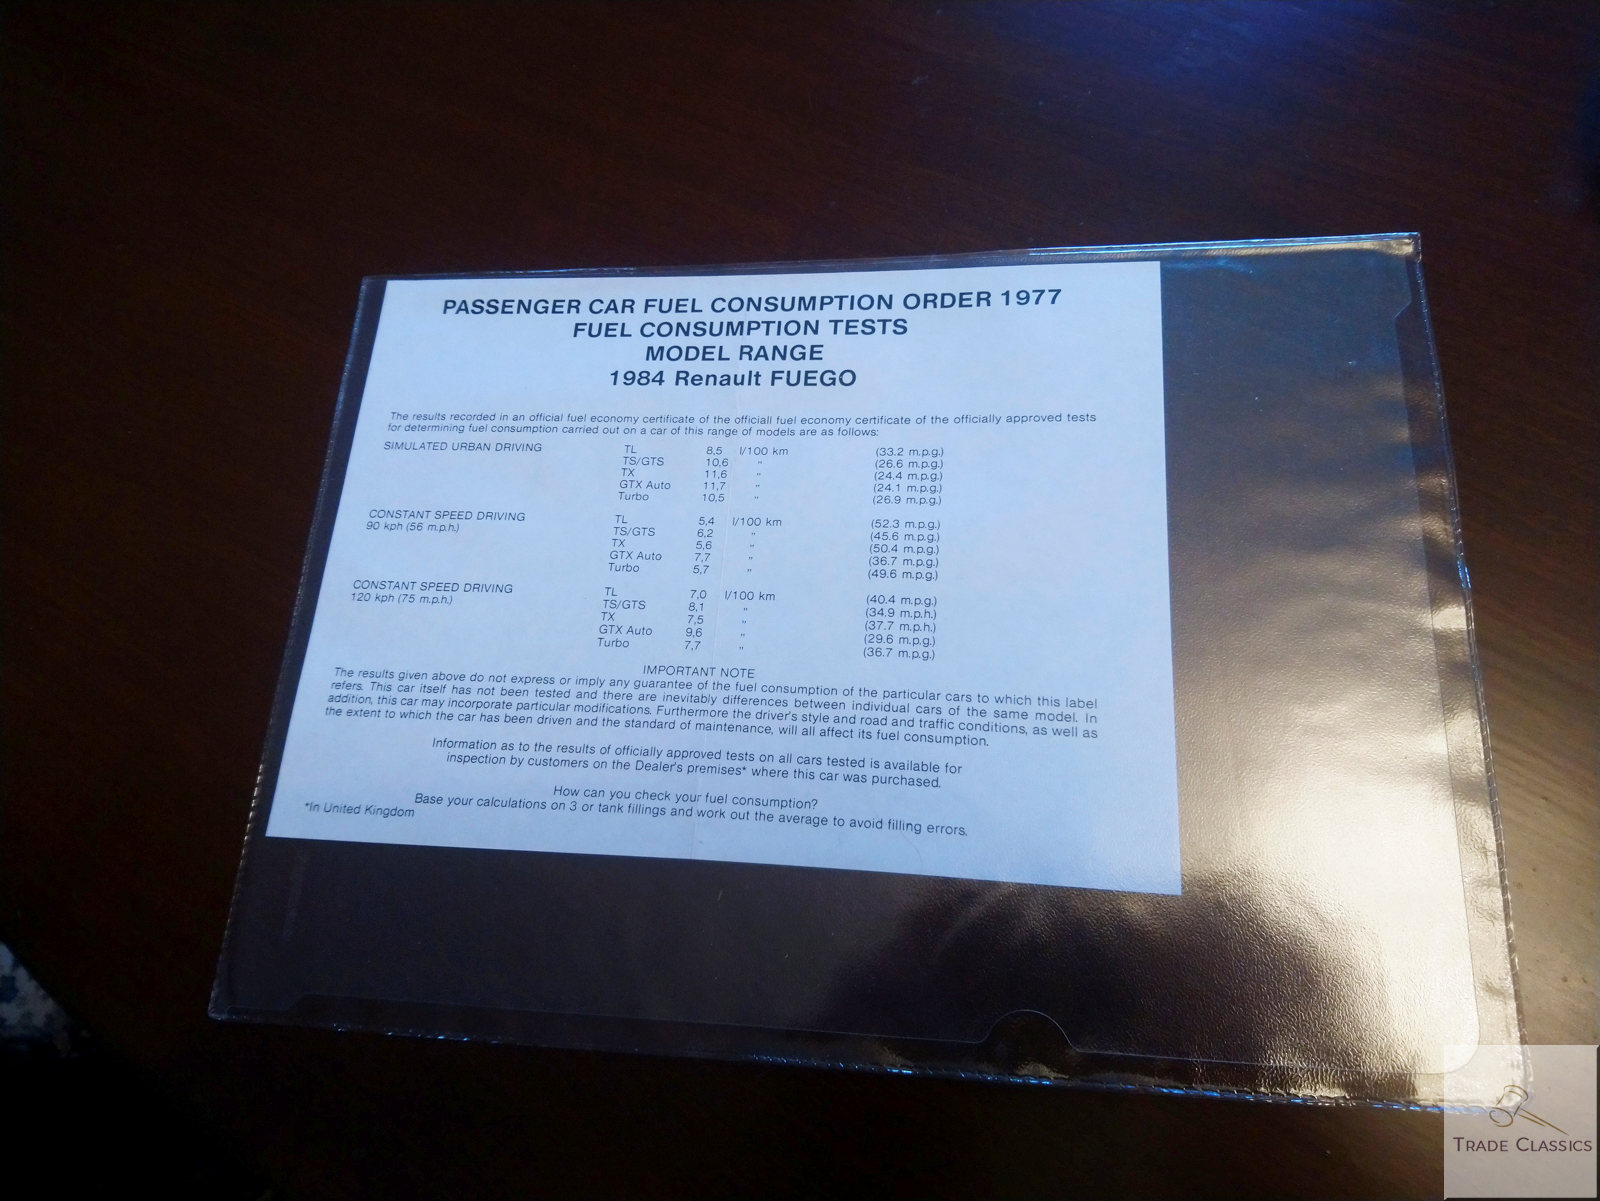 PASSENGER CAR FUEL CONSUMPTION ORDER 1977
FUEL CONSUMPTION TESTS
MODEL RANGE
1984 Renault FUEGO
The results recorded in an official fuel economy certificate of the officiall fuel economy certificate of the officially approved tests
for determining fuel consumption carried out on a car of this range of models are as follows:
SIMULATED URBAN DRIVING TL 8,5 l/100 km (33.2 m.p.g.)
TS/GTS 10,6 " (26.6 m.p.g.)
TX 11,6 " (24.4 m.p.g.)
GTX Auto 11,7 " (24.1 m.p.g.)
Turbo 10,5 " (26.9 m.p.g.)
CONSTANT SPEED DRIVING TL 5,4 l/100 km (52.3 m.p.g.)
90 kph (56 m.p.h.) TS/GTS 6,2 " (45.6 m.p.g.)
TX 5,6 " (50.4 m.p.g.)
GTX Auto 7,7 " (36.7 m.p.g.)
Turbo 5,7 " (49.6 m.p.g.)
CONSTANT SPEED DRIVING TL 7,0 l/100 km (40.4 m.p.g.)
120 kph (75 m.p.h.) TS/GTS 8,1 " (34.9 m.p.h.)
TX 7,5 " (37.7 m.p.h.)
GTX Auto 9,6 " (29.6 m.p.g.)
Turbo 7,7 " (36.7 m.p.g.)
IMPORTANT NOTE
The results given above do not express or imply any guarantee of the fuel consumption of the particular cars to which this label
refers. This car itself has not been tested and there are inevitably differences between individual cars of the same model. In
addition, this car may incorporate particular modifications. Furthermore the driver's style and road and traffic conditions, as well as
the extent to which the car has been driven and the standard of maintenance, will all affect its fuel consumption.
Information as to the results of officially approved tests on all cars tested is available for
inspection by customers on the Dealer's premises* where this car was purchased.
How can you check your fuel consumption?
Base your calculations on 3 or tank fillings and work out the average to avoid filling errors.
*In United Kingdom
TRADE CLASSICS